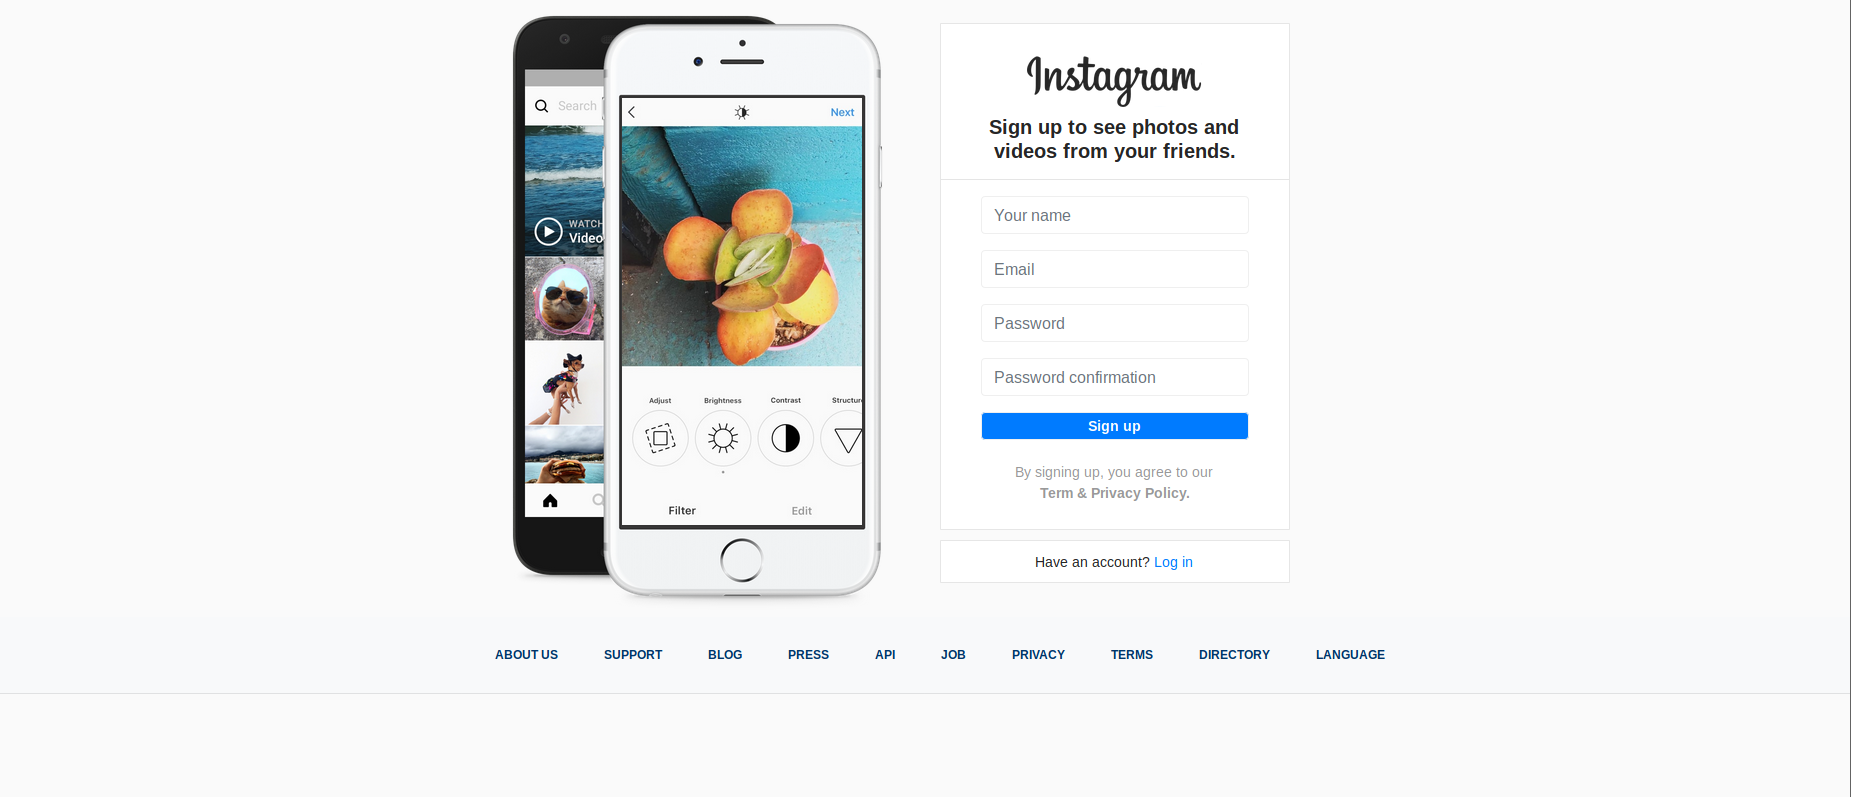 Search
WATCH
Video
Next
Adjust
Brightness
Contrast
Structure
Filter
Edit
Instagram
Sign up to see photos and
videos from your friends.
Your name
Email
Password
Password confirmation
Sign up
By signing up, you agree to our
Term & Privacy Policy.
Have an account? Log in
ABOUT US SUPPORT BLOG PRESS API JOB PRIVACY TERMS DIRECTORY LANGUAGE